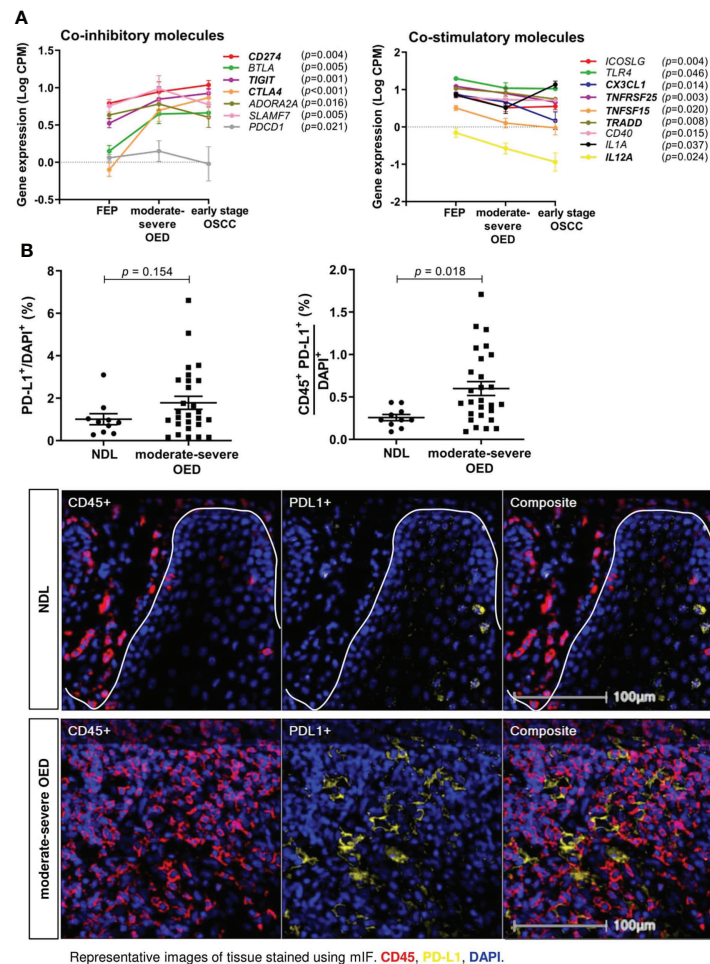 A
Co-inhibitory molecules
Gene expression (Log CPM)
1.5
1.0
0.5
0.0
-0.5
FEP
moderate-
severe
OED
early stage
OSCC
CD274 (p=0.004)
BTLA (p=0.005)
TIGIT (p=0.001)
CTLA4 (p<0.001)
ADORA2A (p=0.016)
SLAMF7 (p=0.005)
PDCD1 (p=0.021)
Co-stimulatory molecules
Gene expression (Log CPM)
2
1
0
-1
-2
FEP
moderate-
severe
OED
early stage
OSCC
ICOSLG (p=0.004)
TLR4 (p=0.046)
CX3CL1 (p=0.014)
TNFRSF25 (p=0.003)
TNFSF15 (p=0.020)
TRADD (p=0.008)
CD40 (p=0.015)
IL1A (p=0.037)
IL12A (p=0.024)
B
PD-L1+/DAPI+ (%)
8
6
4
2
0
p = 0.154
NDL
moderate-severe
OED
CD45+ PD-L1+ (%)
DAPI+
2.0
1.5
1.0
0.5
0.0
p = 0.018
NDL
moderate-severe
OED
NDL
CD45+
PDL1+
Composite
100μm
moderate-severe OED
CD45+
PDL1+
Composite
100μm
Representative images of tissue stained using mIF. CD45, PD-L1, DAPI.